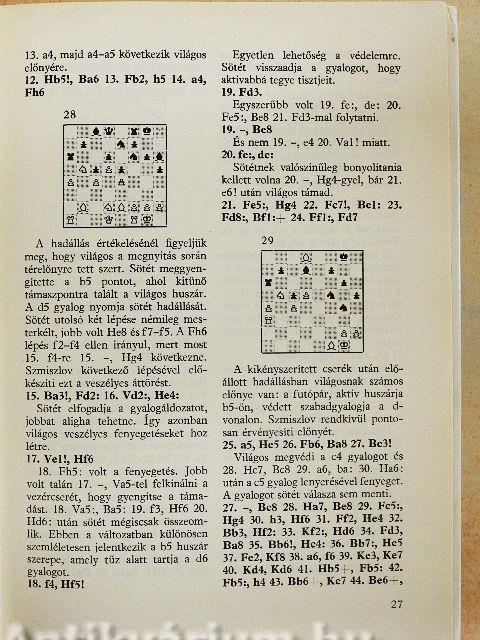 13. a4, majd a4–a5 következik világos
előnyére.
12. Hb5!, Ba6 13. Fb2, h5 14. a4,
Fh6
28
A hadállás értékelésénél figyeljük
meg, hogy világos a megnyitás során
térelőnyre tett szert. Sötét meggyen-
gítette a b5 pontot, ahol kitűnő
támaszpontra talált a világos huszár.
A d5 gyalog nyomja sötét hadállását.
Sötét utolsó két lépése némileg mes-
terkélt, jobb volt He8 és f7–f5. A Fh6
lépés f2–f4 ellen irányul, mert most
15. f4-re 15. –, Hg4 következne.
Szmiszlov következő lépésével elő-
készíti ezt a veszélyes áttörést.
15. Ba3!, Fd2: 16. Vd2:, He4:
Sötét elfogadja a gyalogáldozatot,
jobbat aligha tehetne. Így azonban
világos veszélyes fenyegetéseket hoz
létre.
17. Ve1!, Hf6
18. Fh5: volt a fenyegetés. Jobb
volt talán 17. –, Va5-tel felkínálni a
vezércserét, hogy gyengítse a táma-
dást. 18. Va5:, Ba5: 19. f3, Hf6 20.
Hd6: után sötét mégiscsak összeom-
lik. Ebben a változatban különösen
szemléletesen jelentkezik a b5 huszár
szerepe, amely tűz alatt tartja a d6
gyalogot.
18. f4, Hf5!
Egyetlen lehetőség a védelemre.
Sötét visszaadja a gyalogot, hogy
aktívabbá tegye tisztjeit.
19. Fd3.
Egyszerűbb volt 19. fe:, de: 20.
Fe5:, Be8 21. Fd3-mal folytatni.
19. –, Be8
És nem 19. –, e4 20. Va1! miatt.
20. fe:, de:
Sötétnek valószínűleg bonyolítania
kellett volna 20. –, Hg4-gyel, bár 21.
e6! után világos támad.
21. Fe5:, Hg4 22. Fc7!, Be1: 23.
Fd8:, Bf1:+ 24. Ff1:, Fd7
29
A kikényszerített cserék után elő-
állott hadállásban világosnak számos
előnye van: a futópár, aktív huszárja
b5-ön, védett szabadgyalogja a d-
vonalon. Szmiszlov rendkívül ponto-
san érvényesíti előnyét.
25. a5, Hc5 26. Fb6, Ba8 27. Bc3!
Világos megvédi a c4 gyalogot és
28. Hc7, Bc8 29. a6, ba: 30. Ha6:
után a c5 gyalog lenyerésével fenyeget.
A gyalogot sötét válasza sem menti.
27. –, Bc8 28. Ha7, Be8 29. Fc5:,
Hg4 30. h3, Hf6 31. Ff2, He4 32.
Bb3, Hf2: 33. Kf2:, Hd6 34. Fd3,
Ba8 35. Bb6!, Hc4: 36. Bb7:, Hc5
37. Fe2, Kf8 38. a6, f6 39. Ke3, Ke7
40. Kd4, Kd6 41. Hb5+, Fb5: 42.
Fb5:, h4 43. Bb6+, Kc7 44. Be6+,
27